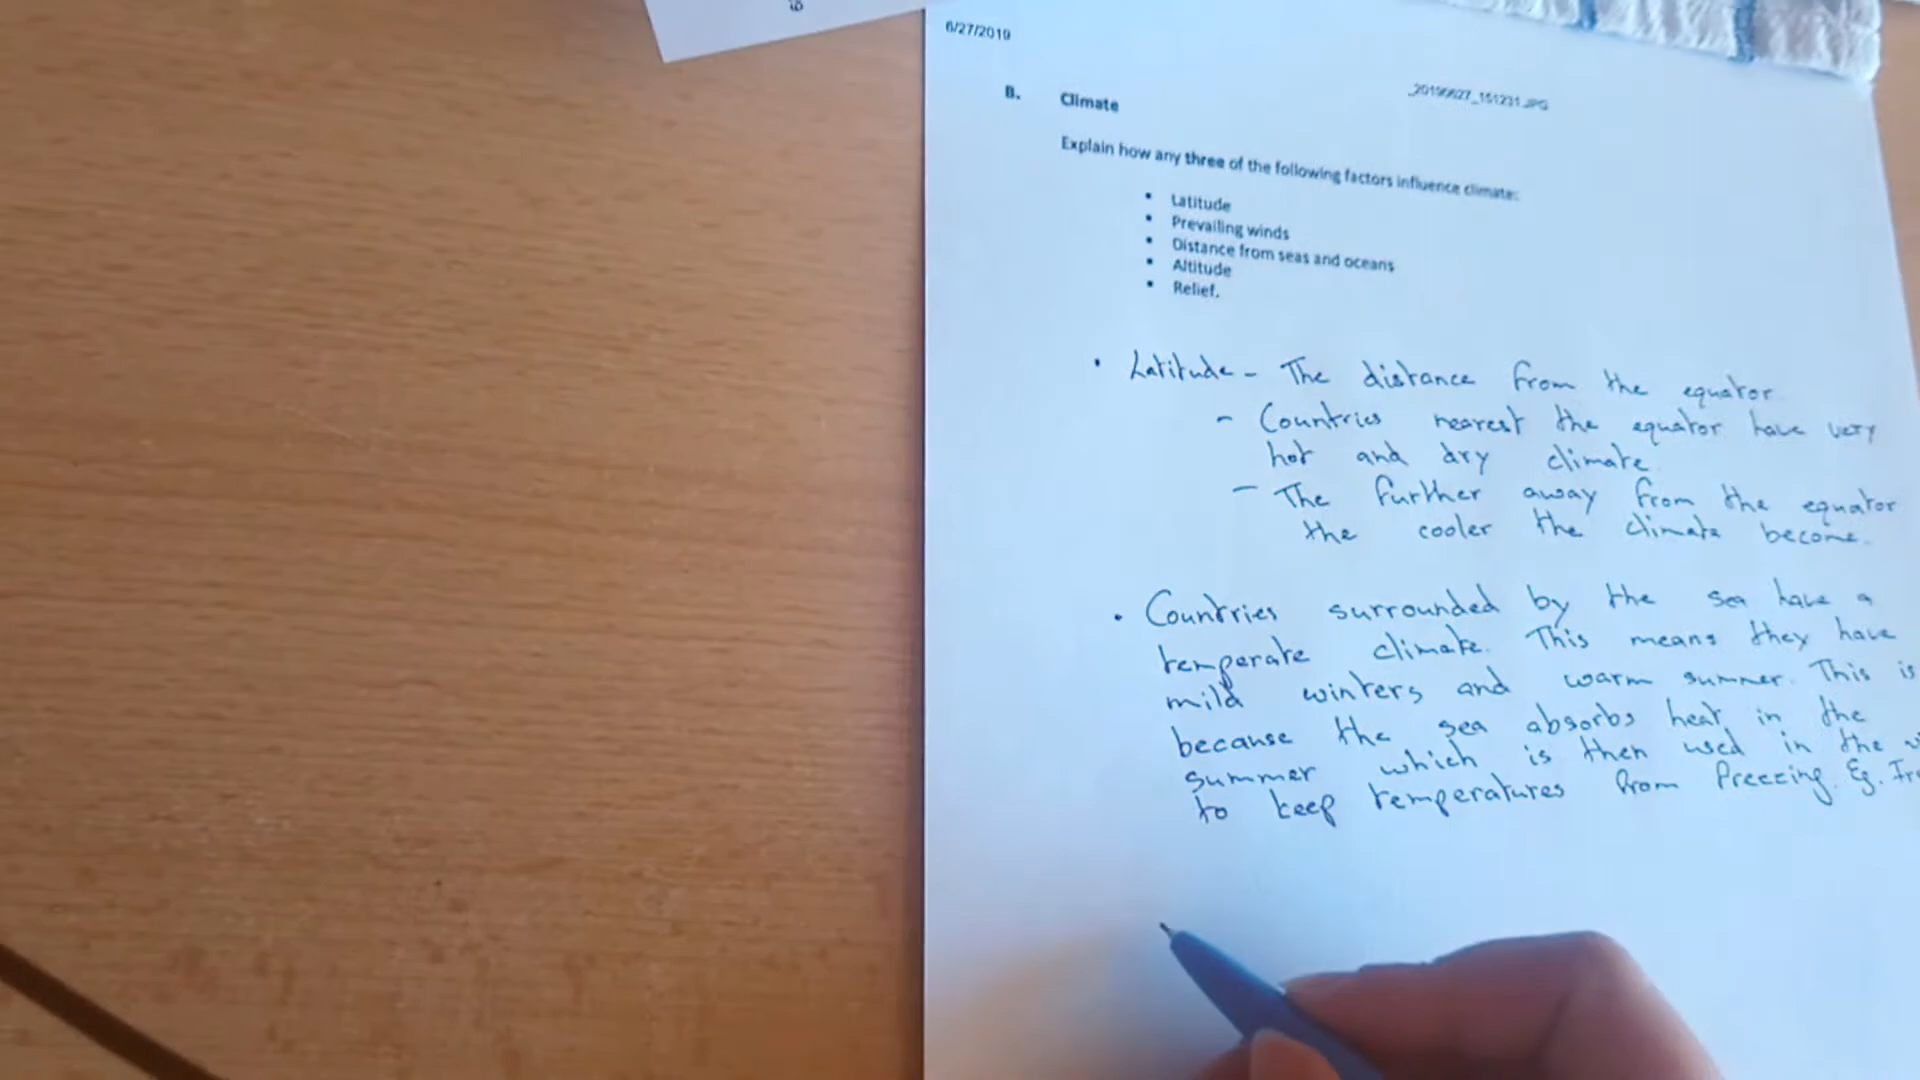 6/27/2019
_20190627_151231.JPG
B. Climate
Explain how any three of the following factors influence climate:
• Latitude
• Prevailing winds
• Distance from seas and oceans
• Altitude
• Relief.
• Latitude - The distance from the equator
- Countries nearest the equator have very
hot and dry climate.
- The further away from the equator
the cooler the climate become.
• Countries surrounded by the sea have a
temperate climate. This means they have
mild winters and warm summer. This is
because the sea absorbs heat in the
summer which is then used in the
to keep temperatures from freezing. Eg.